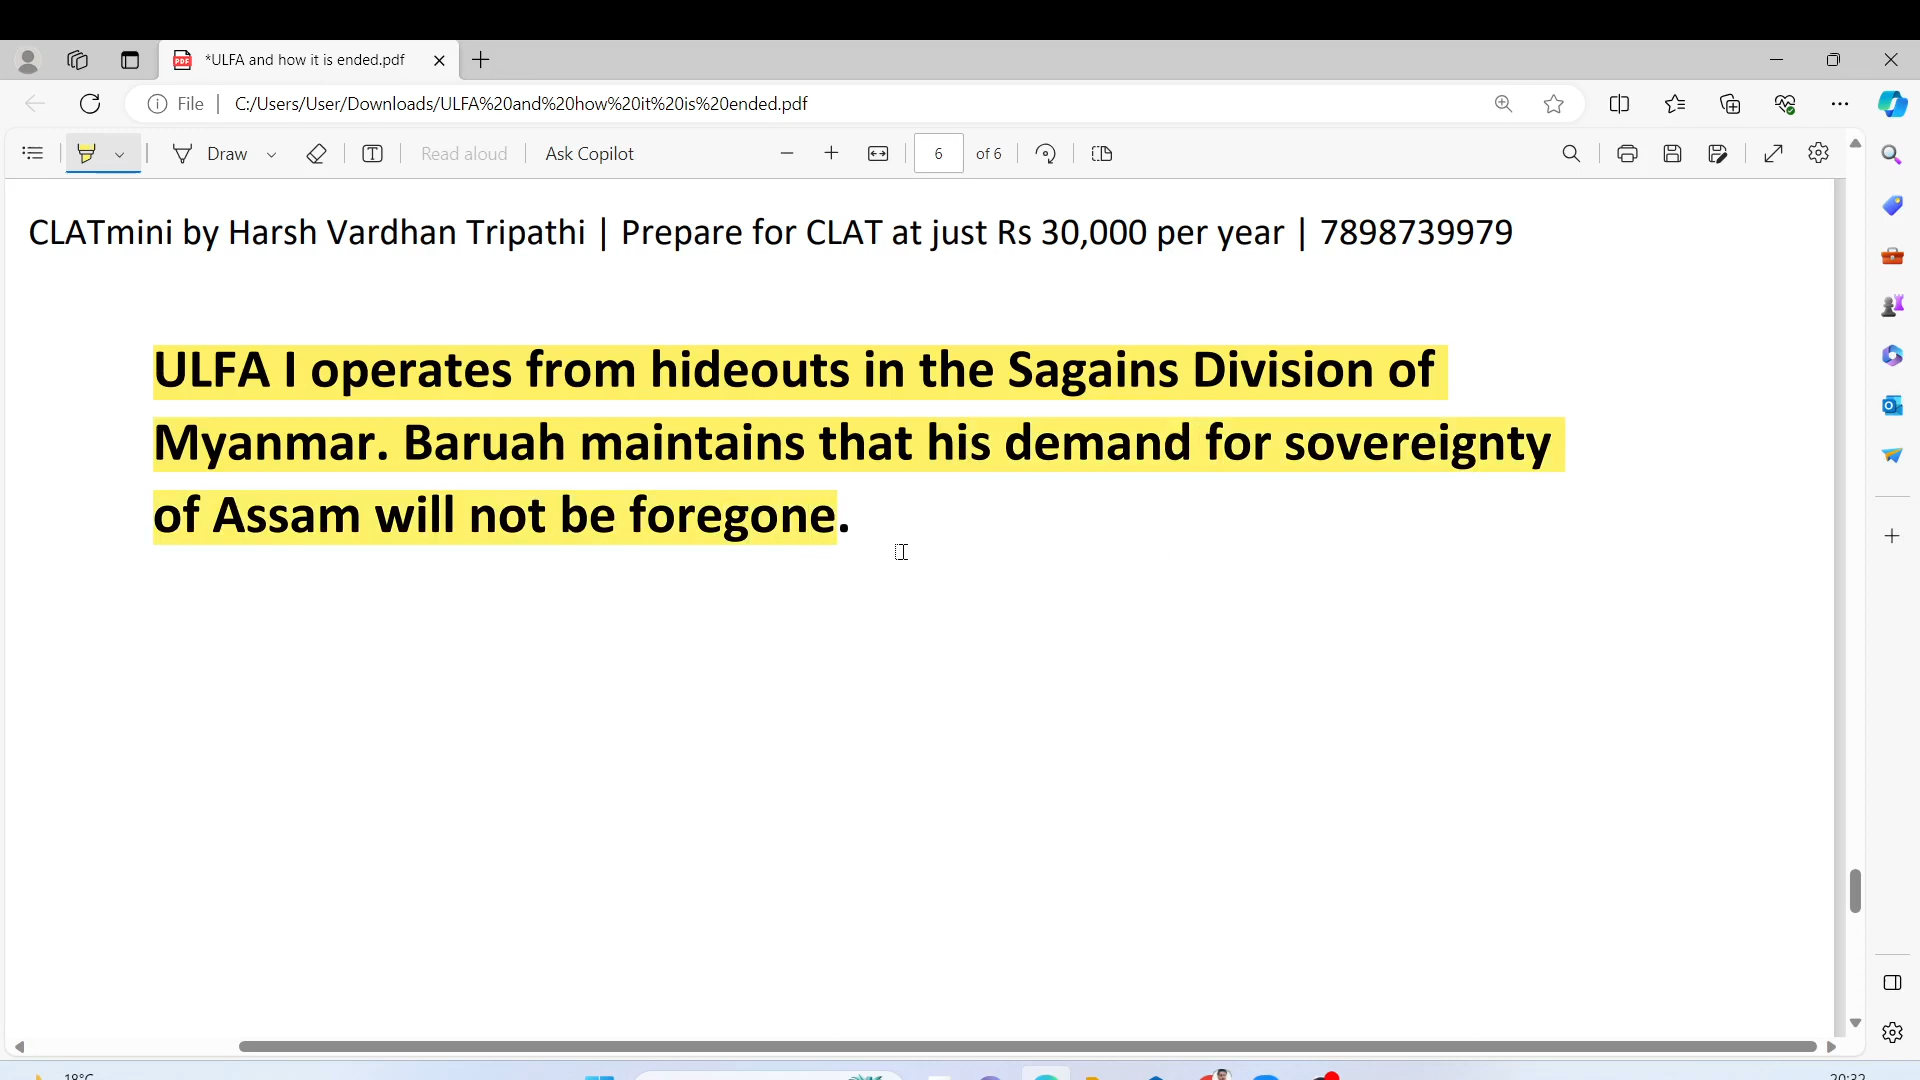 *ULFA and how it is ended.pdf
File | C:/Users/User/Downloads/ULFA%20and%20how%20it%20is%20ended.pdf
Draw Read aloud Ask Copilot 6 of 6
CLATmini by Harsh Vardhan Tripathi | Prepare for CLAT at just Rs 30,000 per year | 7898739979
ULFA I operates from hideouts in the Sagains Division of
Myanmar. Baruah maintains that his demand for sovereignty
of Assam will not be foregone.
18°C 20:32